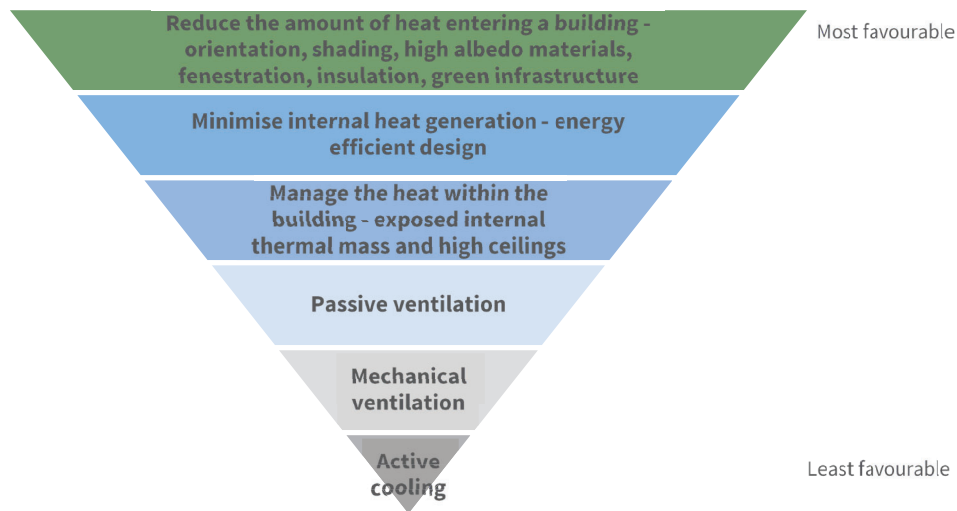 Reduce the amount of heat entering a building -
orientation, shading, high albedo materials,
fenestration, insulation, green infrastructure
Most favourable
Minimise internal heat generation - energy
efficient design
Manage the heat within the
building - exposed internal
thermal mass and high ceilings
Passive ventilation
Mechanical
ventilation
Active
cooling
Least favourable